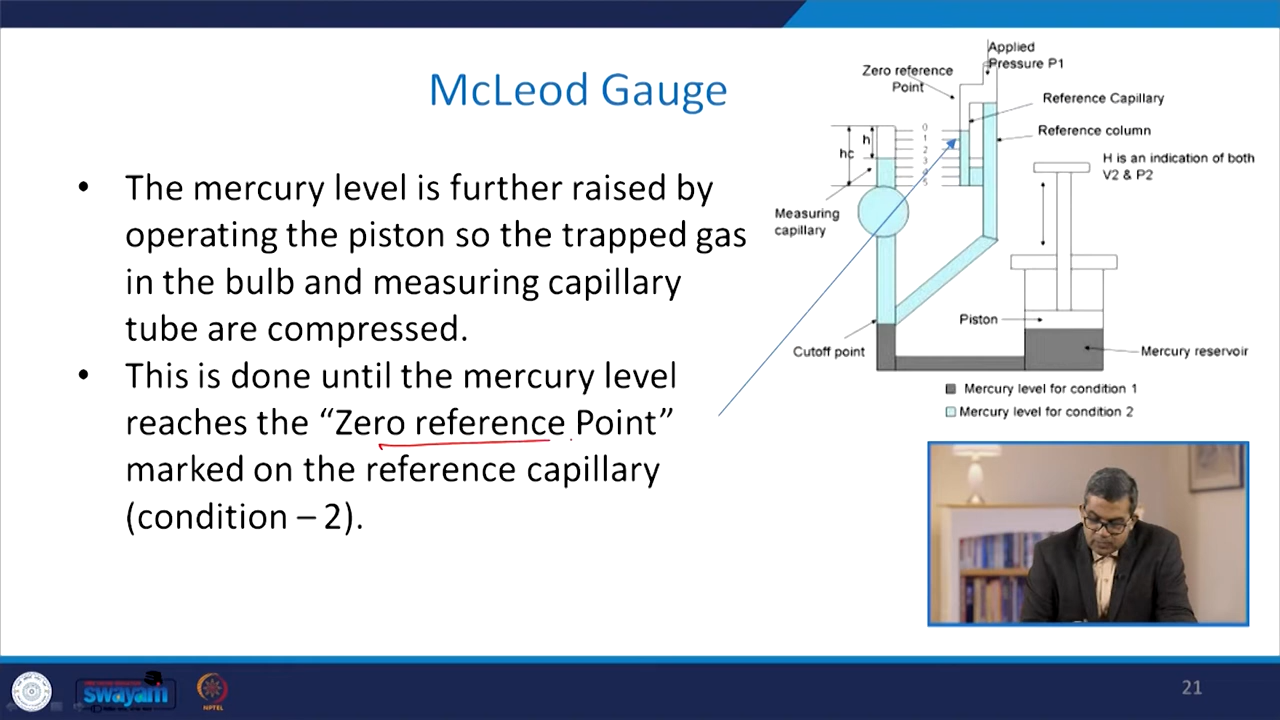 McLeod Gauge
• The mercury level is further raised by
operating the piston so the trapped gas
in the bulb and measuring capillary
tube are compressed.
• This is done until the mercury level
reaches the “Zero reference Point”
marked on the reference capillary
(condition – 2).
Applied
Pressure P1
Zero reference
Point
Reference Capillary
Reference column
H is an indication of both
V2 & P2
0
1
2
3
5
h
hc
Measuring
capillary
Piston
Cutoff point
Mercury reservoir
Mercury level for condition 1
Mercury level for condition 2
swayam
NPTEL
21